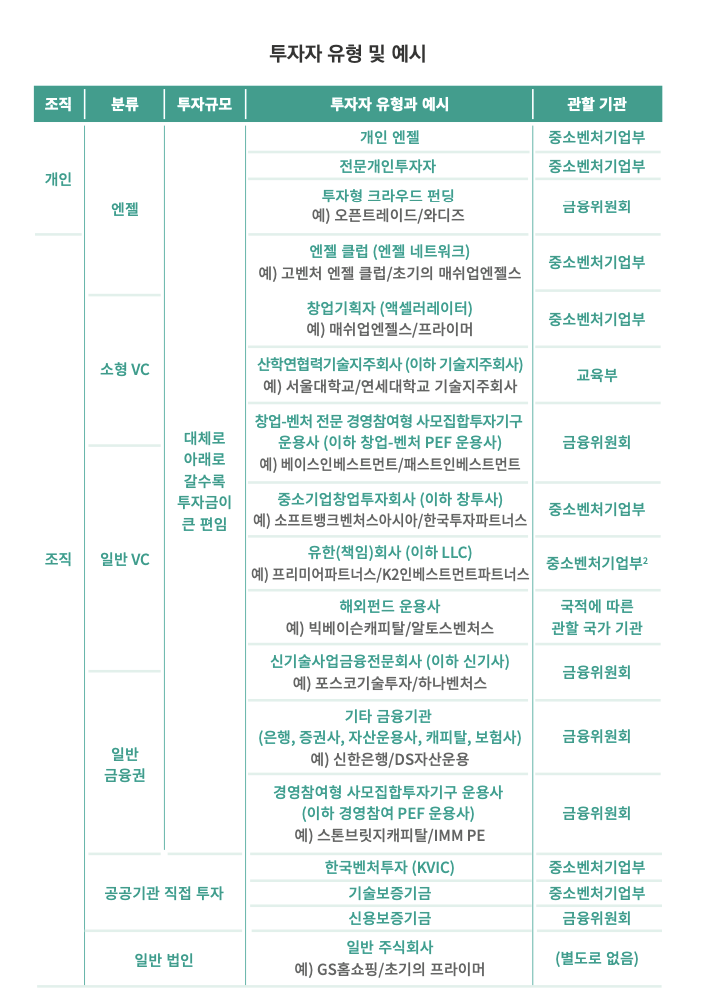 투자자 유형 및 예시
조직 분류 투자규모 투자자 유형과 예시 관할 기관
개인
엔젤
개인 엔젤
중소벤처기업부
전문개인투자자
중소벤처기업부
투자형 크라우드 펀딩
예) 오픈트레이드/와디즈
금융위원회
엔젤 클럽 (엔젤 네트워크)
예) 고벤처 엔젤 클럽/초기의 매쉬업엔젤스
중소벤처기업부
조직
소형 VC
창업기획자 (액셀러레이터)
예) 매쉬업엔젤스/프라이머
중소벤처기업부
산학연협력기술지주회사 (이하 기술지주회사)
예) 서울대학교/연세대학교 기술지주회사
교육부
창업-벤처 전문 경영참여형 사모집합투자기구
운용사 (이하 창업-벤처 PEF 운용사)
예) 베이스인베스트먼트/패스트인베스트먼트
금융위원회
대체로
아래로
갈수록
투자금이
큰 편임
일반 VC
중소기업창업투자회사 (이하 창투사)
예) 소프트뱅크벤처스아시아/한국투자파트너스
중소벤처기업부
유한(책임)회사 (이하 LLC)
예) 프리미어파트너스/K2인베스트먼트파트너스
중소벤처기업부2
해외펀드 운용사
예) 빅베이슨캐피탈/알토스벤처스
국적에 따른
관할 국가 기관
신기술사업금융전문회사 (이하 신기사)
예) 포스코기술투자/하나벤처스
금융위원회
일반
금융권
기타 금융기관
(은행, 증권사, 자산운용사, 캐피탈, 보험사)
예) 신한은행/DS자산운용
금융위원회
경영참여형 사모집합투자기구 운용사
(이하 경영참여 PEF 운용사)
예) 스톤브릿지캐피탈/IMM PE
금융위원회
공공기관 직접 투자
한국벤처투자 (KVIC)
중소벤처기업부
기술보증기금
중소벤처기업부
신용보증기금
금융위원회
일반 법인
일반 주식회사
예) GS홈쇼핑/초기의 프라이머
(별도로 없음)